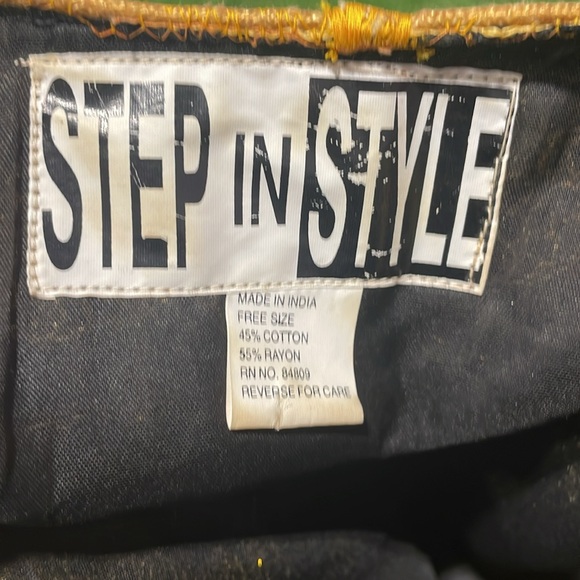 STEP IN STYLE
MADE IN INDIA
FREE SIZE
45% COTTON
55% RAYON
RN NO. 84809
REVERSE FOR CARE